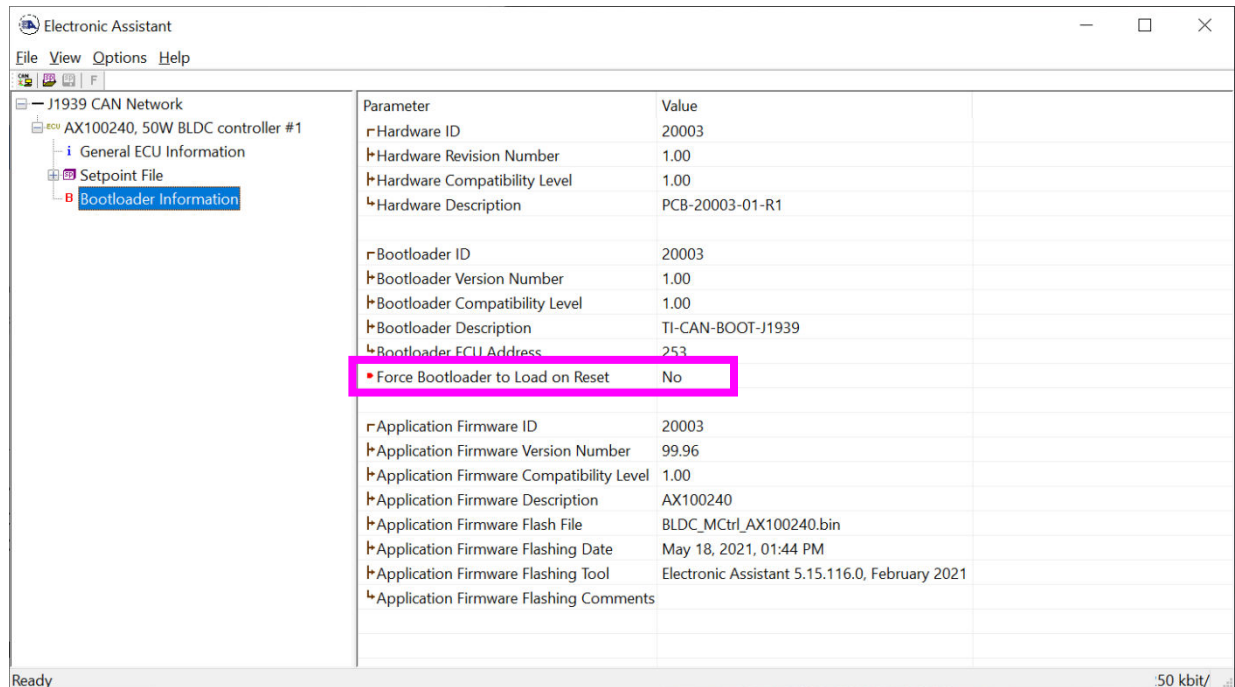 Electronic Assistant
File View Options Help
CAN F
J1939 CAN Network
ECU AX100240, 50W BLDC controller #1
i General ECU Information
Setpoint File
B Bootloader Information
Parameter Value
Hardware ID 20003
Hardware Revision Number 1.00
Hardware Compatibility Level 1.00
Hardware Description PCB-20003-01-R1
Bootloader ID 20003
Bootloader Version Number 1.00
Bootloader Compatibility Level 1.00
Bootloader Description TI-CAN-BOOT-J1939
Bootloader ECU Address 253
Force Bootloader to Load on Reset No
Application Firmware ID 20003
Application Firmware Version Number 99.96
Application Firmware Compatibility Level 1.00
Application Firmware Description AX100240
Application Firmware Flash File BLDC_MCtrl_AX100240.bin
Application Firmware Flashing Date May 18, 2021, 01:44 PM
Application Firmware Flashing Tool Electronic Assistant 5.15.116.0, February 2021
Application Firmware Flashing Comments
Ready 50 kbit/